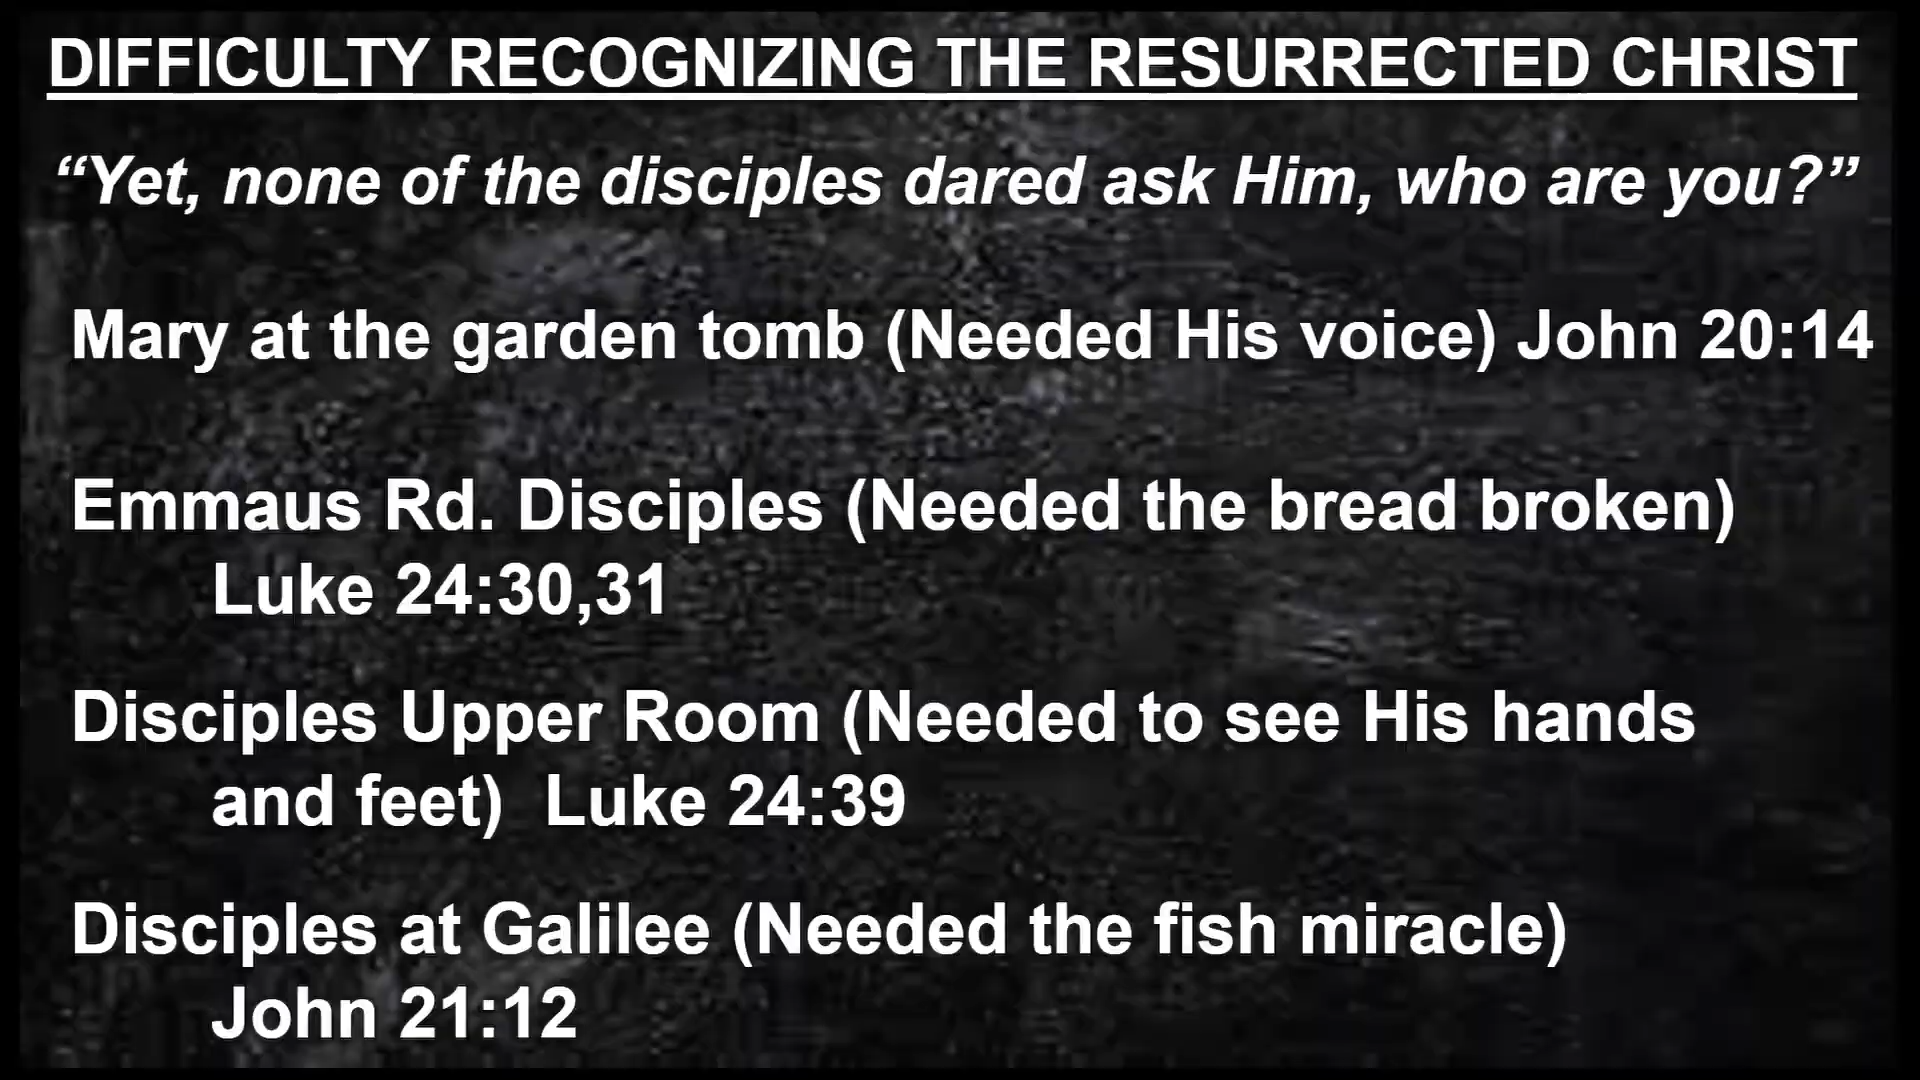 DIFFICULTY RECOGNIZING THE RESURRECTED CHRIST
“Yet, none of the disciples dared ask Him, who are you?”
Mary at the garden tomb (Needed His voice) John 20:14
Emmaus Rd. Disciples (Needed the bread broken)
Luke 24:30,31
Disciples Upper Room (Needed to see His hands
and feet) Luke 24:39
Disciples at Galilee (Needed the fish miracle)
John 21:12